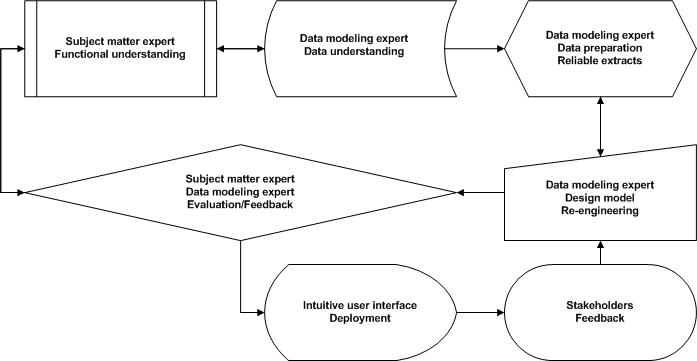 Subject matter expert
Functional understanding
Data modeling expert
Data understanding
Data modeling expert
Data preparation
Reliable extracts
Subject matter expert
Data modeling expert
Evaluation/Feedback
Data modeling expert
Design model
Re-engineering
Intuitive user interface
Deployment
Stakeholders
Feedback